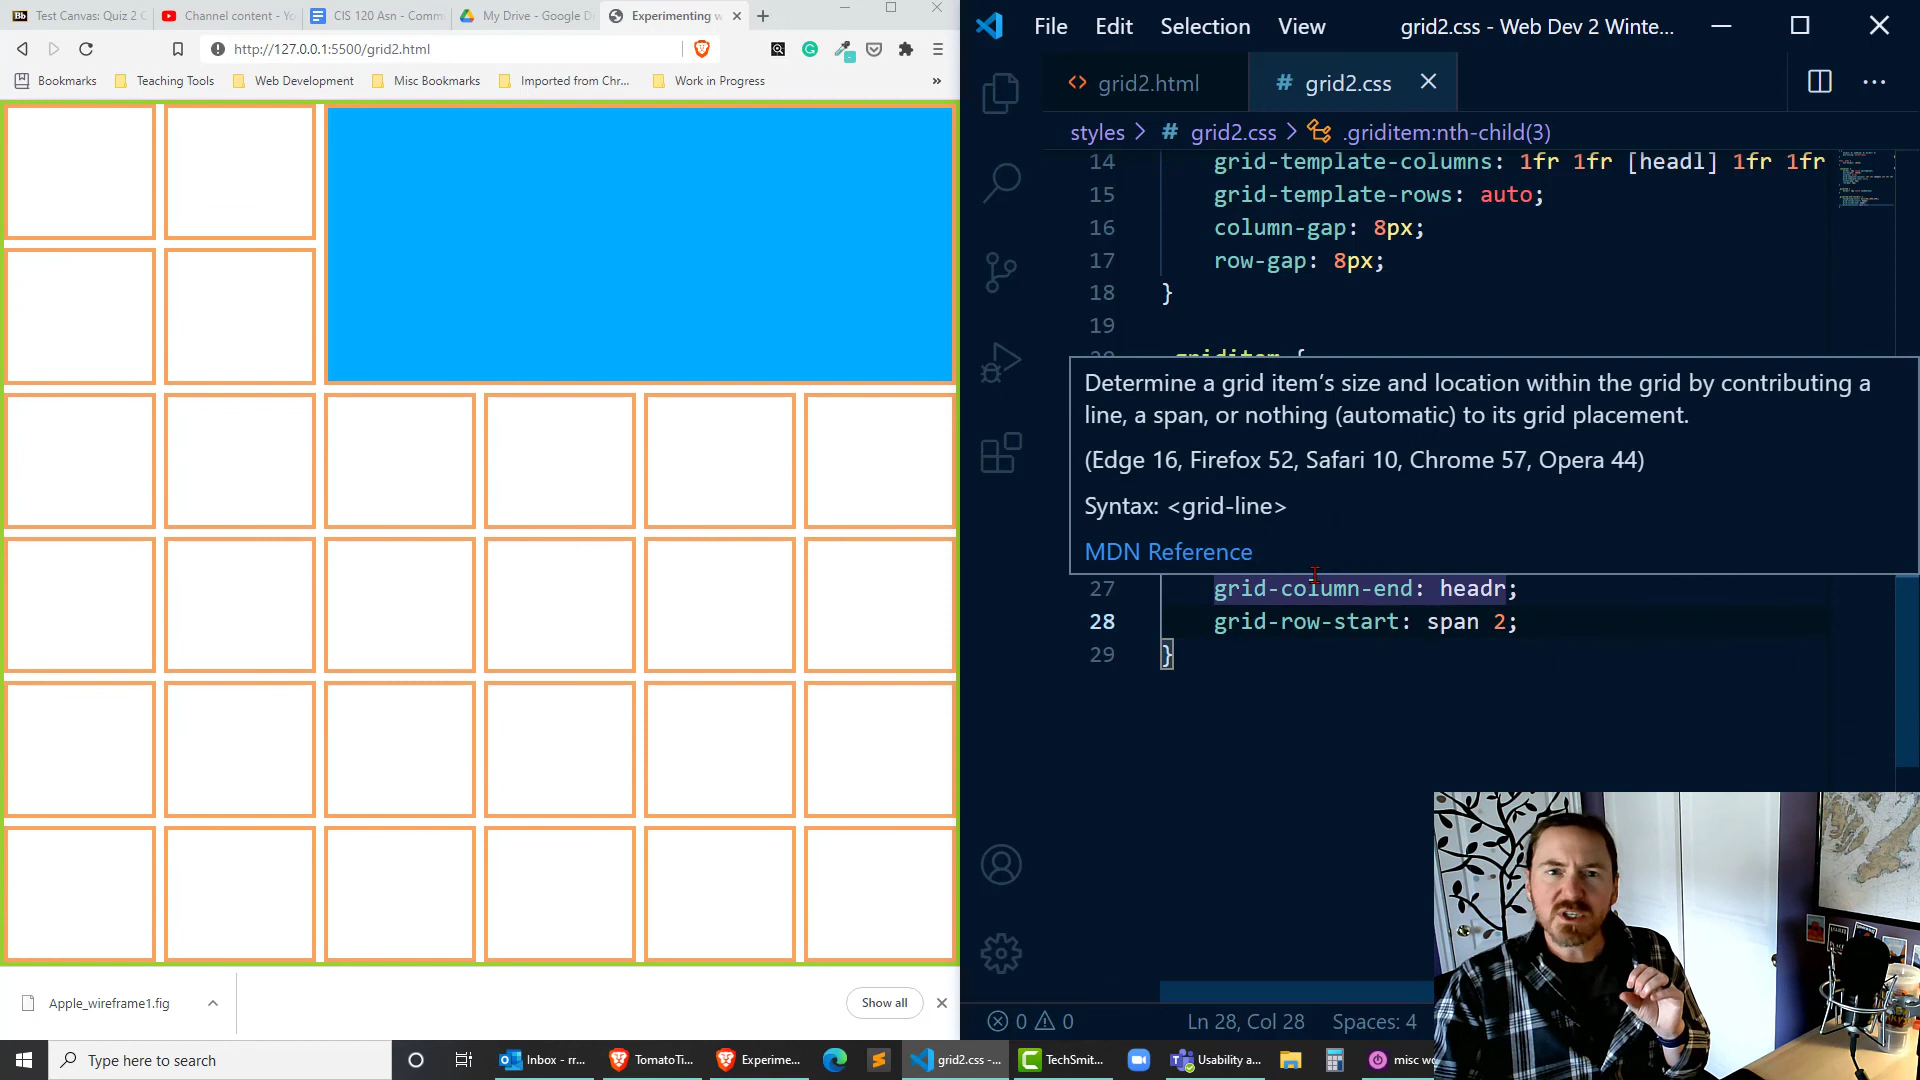 Test Canvas: Quiz 2 C
Channel content - Yo
CIS 120 Asn - Comm
My Drive - Google D
Experimenting w
http://127.0.0.1:5500/grid2.html
Bookmarks
Teaching Tools
Web Development
Misc Bookmarks
Imported from Chr...
Work in Progress
Apple_wireframe1.fig
Show all
File Edit Selection View
grid2.css - Web Dev 2 Winte...
grid2.html
# grid2.css
styles > # grid2.css > .griditem:nth-child(3)
14 grid-template-columns: 1fr 1fr [headl] 1fr 1fr
15 grid-template-rows: auto;
16 column-gap: 8px;
17 row-gap: 8px;
18 }
19
.griditem {
Determine a grid item's size and location within the grid by contributing a
line, a span, or nothing (automatic) to its grid placement.
(Edge 16, Firefox 52, Safari 10, Chrome 57, Opera 44)
Syntax: <grid-line>
MDN Reference
27 grid-column-end: headr;
28 grid-row-start: span 2;
29 }
0 0
Ln 28, Col 28
Spaces: 4
Type here to search
Inbox - rr...
TomatoTi...
Experime...
grid2.css -...
TechSmit...
Usability a...
misc wo